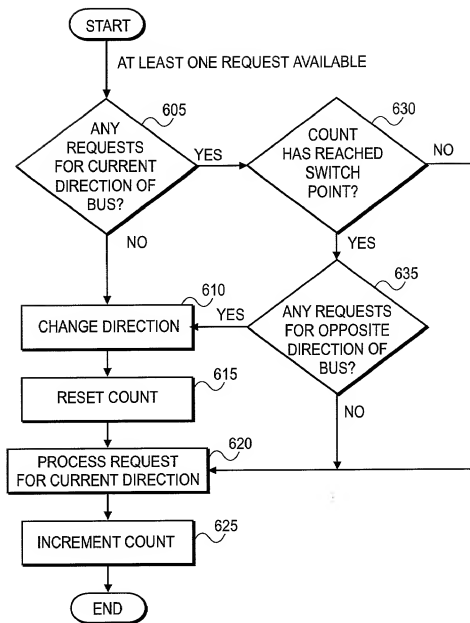 START
AT LEAST ONE REQUEST AVAILABLE
605
ANY
REQUESTS
FOR CURRENT
DIRECTION OF
BUS?
YES
NO
630
COUNT
HAS REACHED
SWITCH
POINT?
NO
YES
635
ANY REQUESTS
FOR OPPOSITE
DIRECTION OF
BUS?
YES
NO
610
CHANGE DIRECTION
615
RESET COUNT
620
PROCESS REQUEST
FOR CURRENT DIRECTION
625
INCREMENT COUNT
END